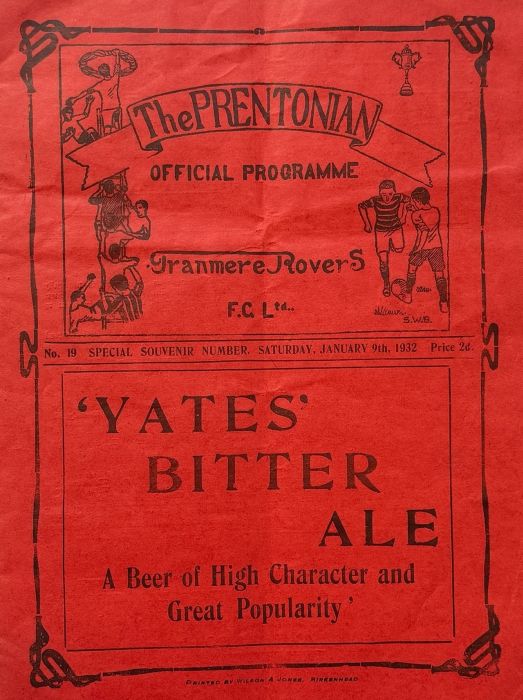 The PRENTONIAN
OFFICIAL PROGRAMME
Tranmere Rovers
F.C. Ltd..
S.W.B.
No. 19 SPECIAL SOUVENIR NUMBER. SATURDAY, JANUARY 9th, 1932 Price 2d.
'YATES'
BITTER
ALE
A Beer of High Character and
Great Popularity'
PRINTED BY WILSON & JONES, BIRKENHEAD